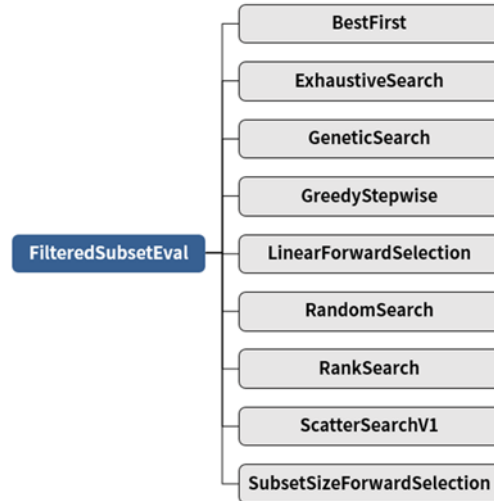 BestFirst
ExhaustiveSearch
GeneticSearch
GreedyStepwise
FilteredSubsetEval
LinearForwardSelection
RandomSearch
RankSearch
ScatterSearchV1
SubsetSizeForwardSelection